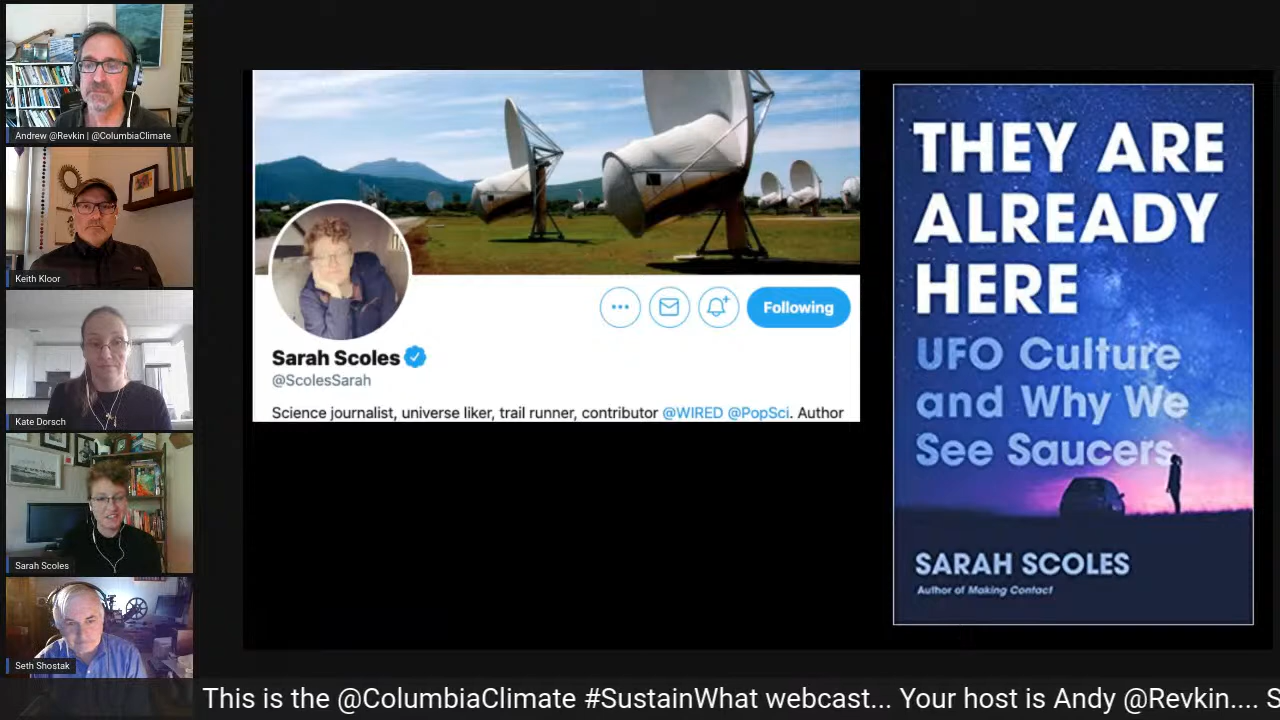 Andrew @Revkin | @ColumbiaClimate
Keith Kloor
Kate Dorsch
Sarah Scoles
Seth Shostak
Following
Sarah Scoles
@ScolesSarah
Science journalist, universe liker, trail runner, contributor @WIRED @PopSci. Author
THEY ARE
ALREADY
HERE
UFO Culture
and Why We
See Saucers
SARAH SCOLES
Author of Making Contact
This is the @ColumbiaClimate #SustainWhat webcast... Your host is Andy @Revkin.... S